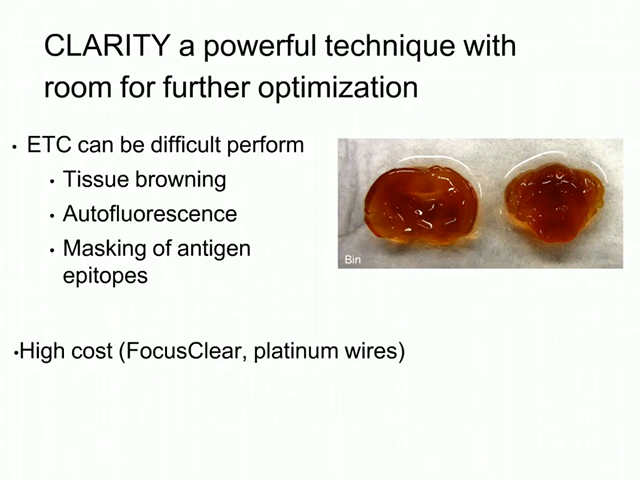 CLARITY a powerful technique with
room for further optimization
• ETC can be difficult perform
• Tissue browning
• Autofluorescence
• Masking of antigen
epitopes
Bin
•High cost (FocusClear, platinum wires)